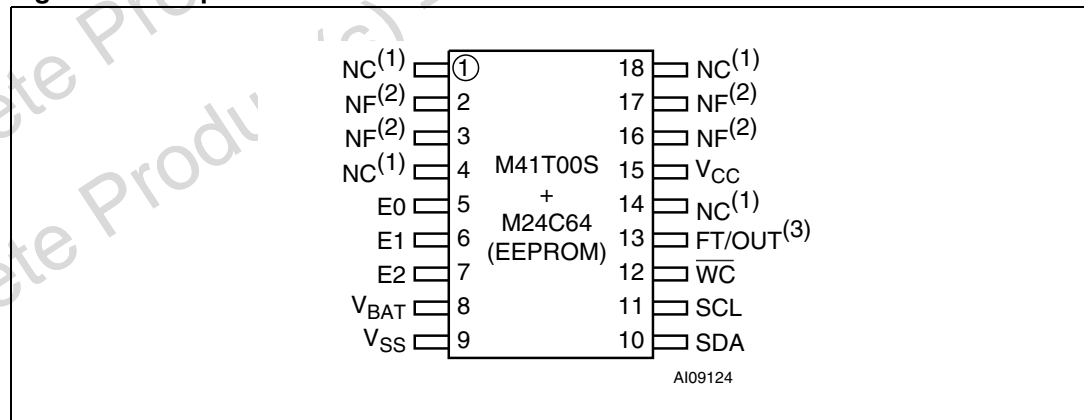 NC(1) 1 18 NC(1)
NF(2) 2 17 NF(2)
NF(2) 3 16 NF(2)
NC(1) 4 M41T00S 15 VCC
E0 5 + 14 NC(1)
E1 6 M24C64 13 FT/OUT(3)
E2 7 (EEPROM) 12 WC
VBAT 8 11 SCL
VSS 9 10 SDA
AI09124